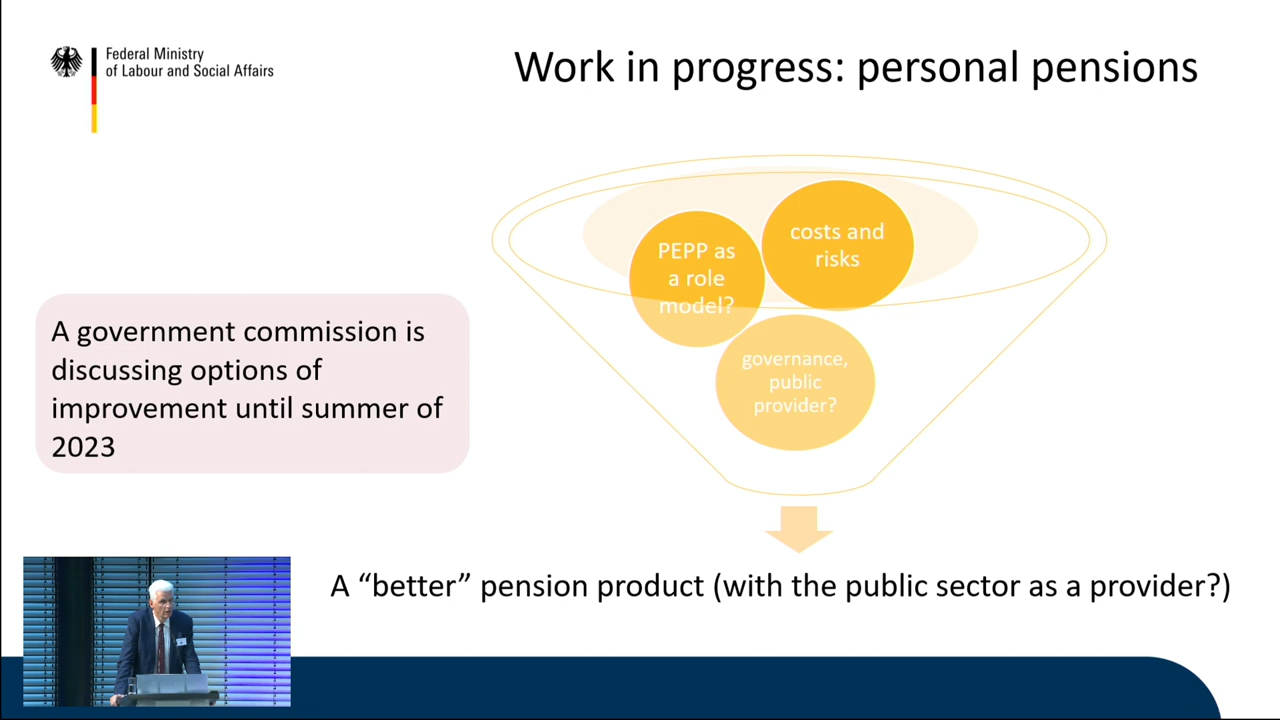 Federal Ministry
of Labour and Social Affairs
Work in progress: personal pensions
PEPP as
a role
model?
costs and
risks
governance,
public
provider?
A government commission is
discussing options of
improvement until summer of
2023
A “better” pension product (with the public sector as a provider?)